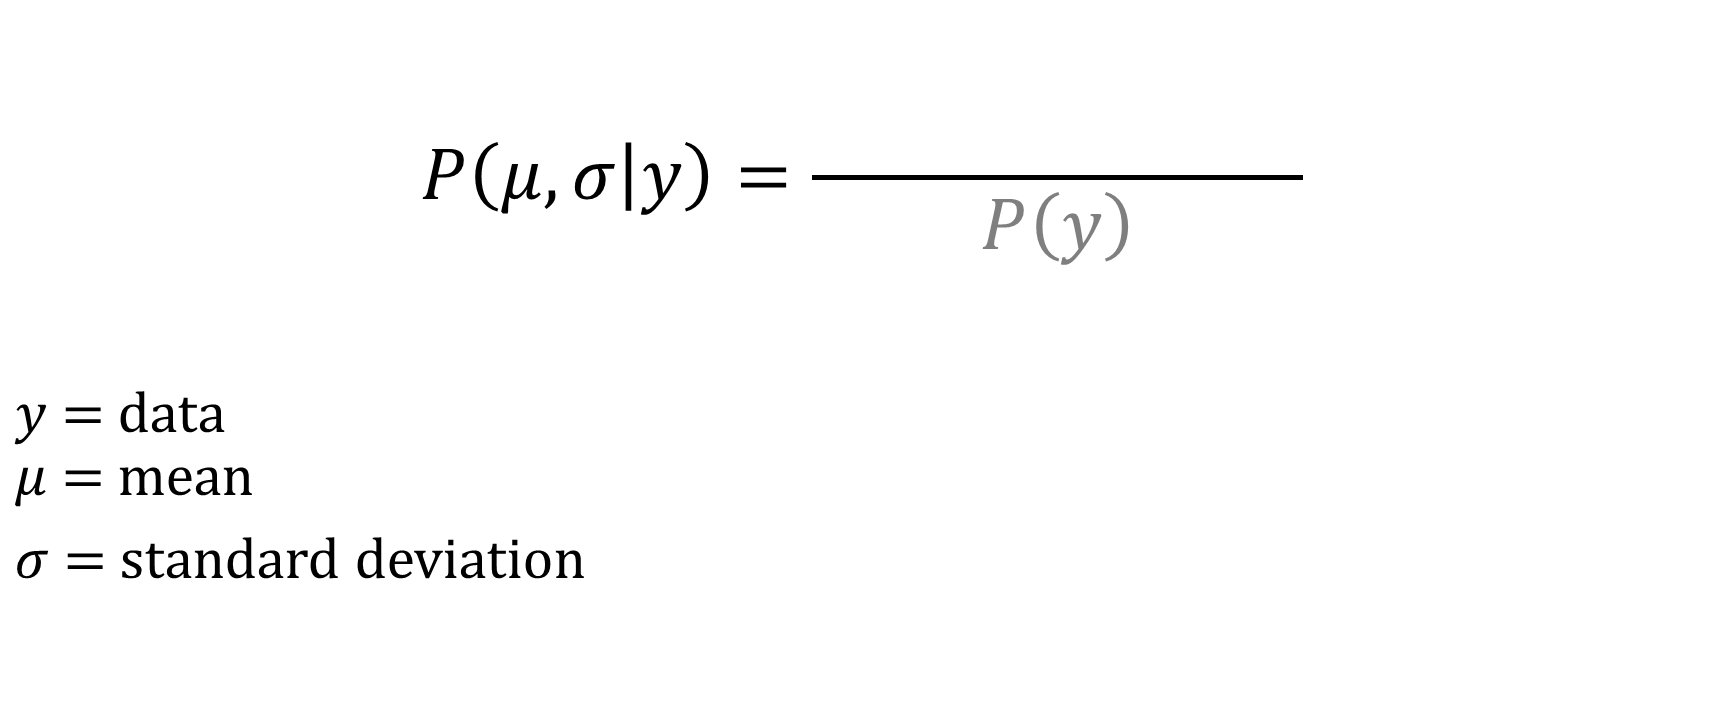 P(μ, σ|y) = 
P(y)
y = data
μ = mean
σ = standard deviation